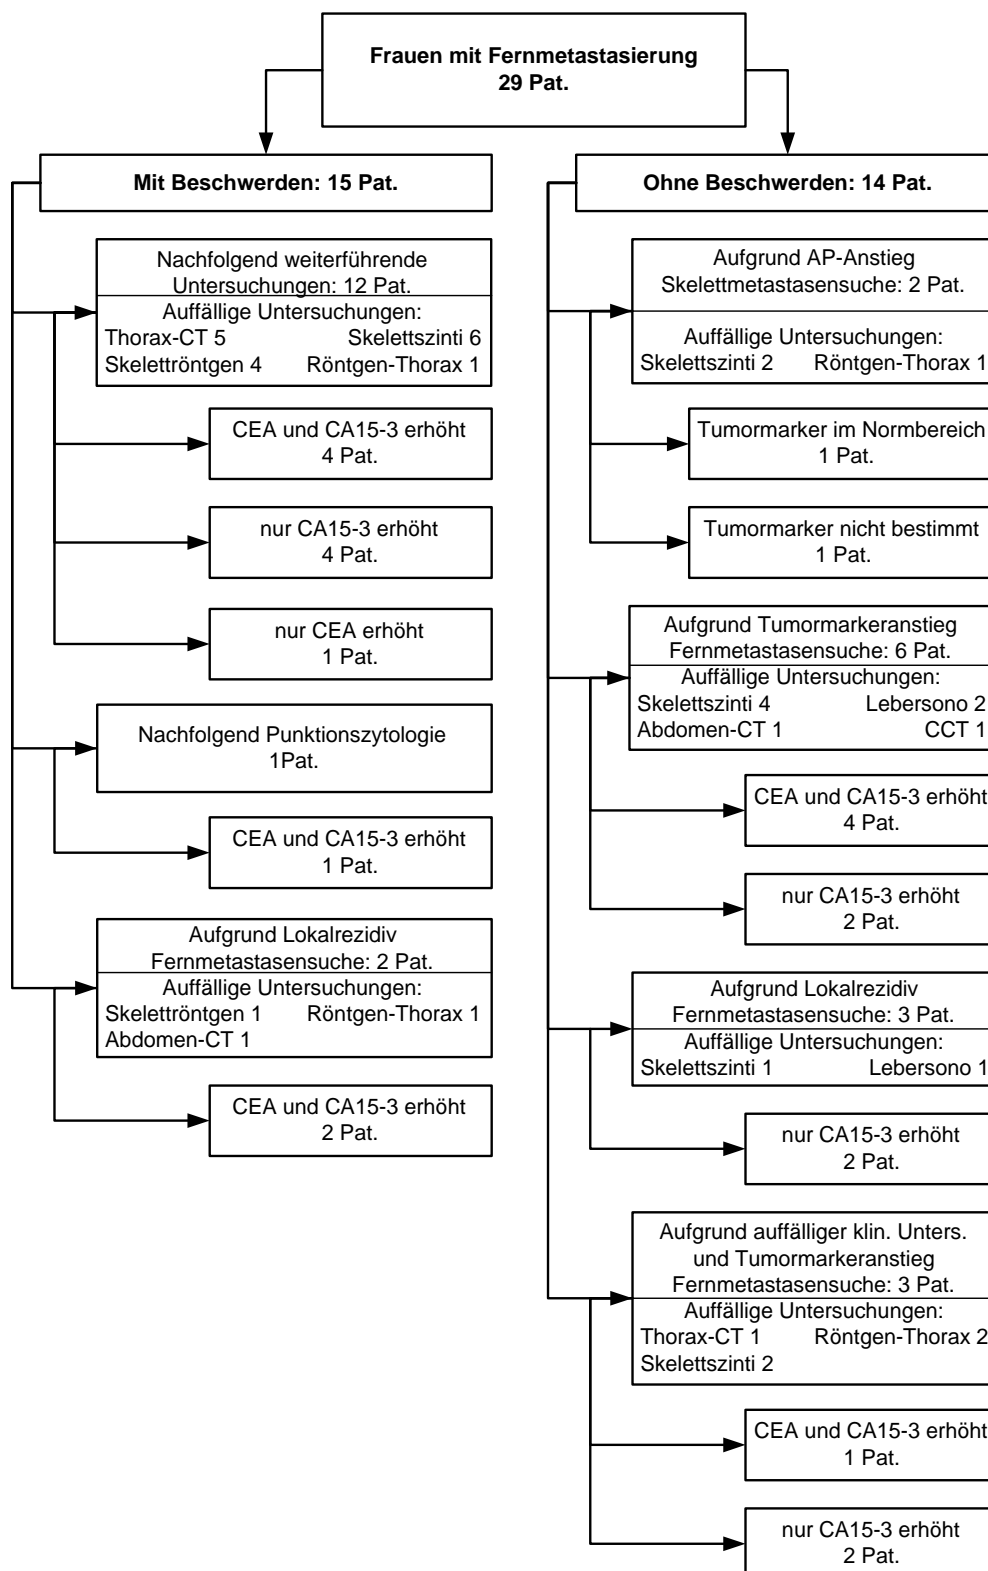 Frauen mit Fernmetastasierung
29 Pat.
Mit Beschwerden: 15 Pat.
Nachfolgend weiterführende
Untersuchungen: 12 Pat.
Auffällige Untersuchungen:
Thorax-CT 5 Skelettszinti 6
Skelettröntgen 4 Röntgen-Thorax 1
CEA und CA15-3 erhöht
4 Pat.
nur CA15-3 erhöht
4 Pat.
nur CEA erhöht
1 Pat.
Nachfolgend Punktionszytologie
1Pat.
CEA und CA15-3 erhöht
1 Pat.
Aufgrund Lokalrezidiv
Fernmetastasensuche: 2 Pat.
Auffällige Untersuchungen:
Skelettröntgen 1 Röntgen-Thorax 1
Abdomen-CT 1
CEA und CA15-3 erhöht
2 Pat.
Ohne Beschwerden: 14 Pat.
Aufgrund AP-Anstieg
Skelettmetastasensuche: 2 Pat.
Auffällige Untersuchungen:
Skelettszinti 2 Röntgen-Thorax 1
Tumormarker im Normbereich
1 Pat.
Tumormarker nicht bestimmt
1 Pat.
Aufgrund Tumormarkeranstieg
Fernmetastasensuche: 6 Pat.
Auffällige Untersuchungen:
Skelettszinti 4 Lebersono 2
Abdomen-CT 1 CCT 1
CEA und CA15-3 erhöht
4 Pat.
nur CA15-3 erhöht
2 Pat.
Aufgrund Lokalrezidiv
Fernmetastasensuche: 3 Pat.
Auffällige Untersuchungen:
Skelettszinti 1 Lebersono 1
nur CA15-3 erhöht
2 Pat.
Aufgrund auffälliger klin. Unters.
und Tumormarkeranstieg
Fernmetastasensuche: 3 Pat.
Auffällige Untersuchungen:
Thorax-CT 1 Röntgen-Thorax 2
Skelettszinti 2
CEA und CA15-3 erhöht
1 Pat.
nur CA15-3 erhöht
2 Pat.